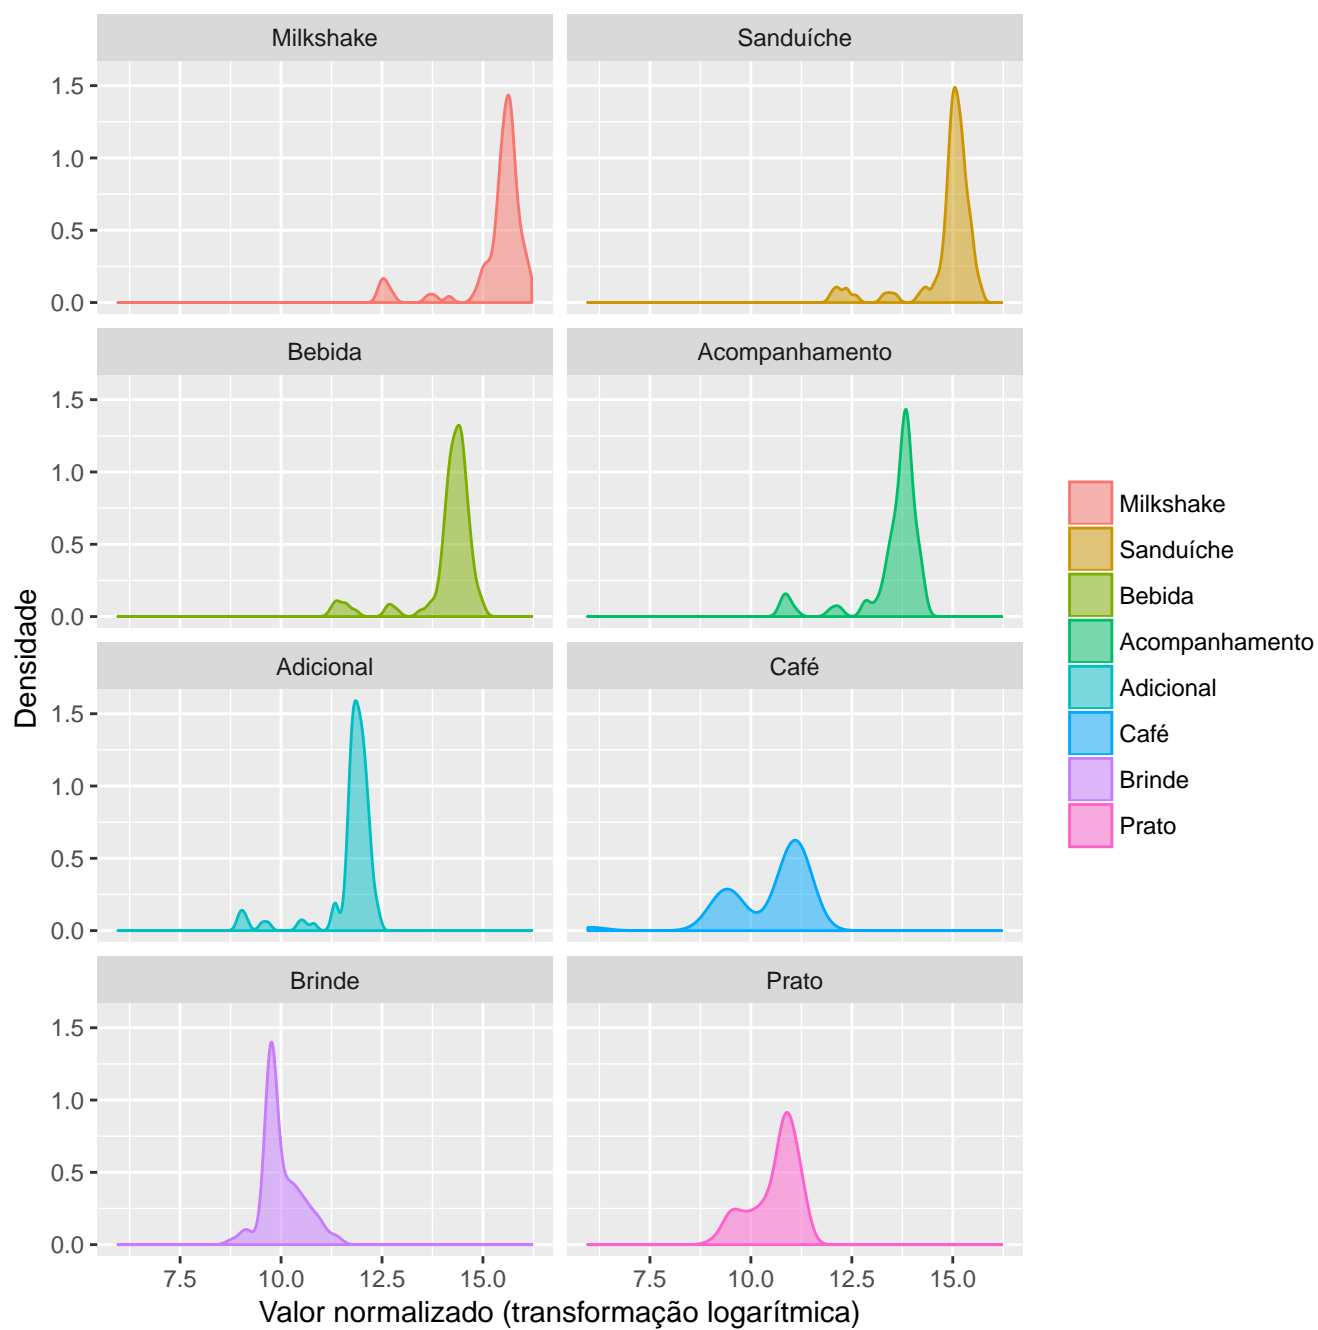 Milkshake
Sanduíche
1.5
1.0
0.5
0.0
Bebida
Acompanhamento
1.5
1.0
0.5
0.0
Densidade
Adicional
Café
1.5
1.0
0.5
0.0
Brinde
Prato
1.5
1.0
0.5
0.0
7.5 10.0 12.5 15.0
7.5 10.0 12.5 15.0
Valor normalizado (transformação logarítmica)
Milkshake
Sanduíche
Bebida
Acompanhamento
Adicional
Café
Brinde
Prato